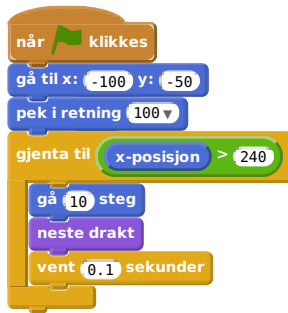 når klikkes
gå til x: -100 y: -50
pek i retning 100▼
gjenta til x-posisjon > 240
gå 10 steg
neste drakt
vent 0.1 sekunder